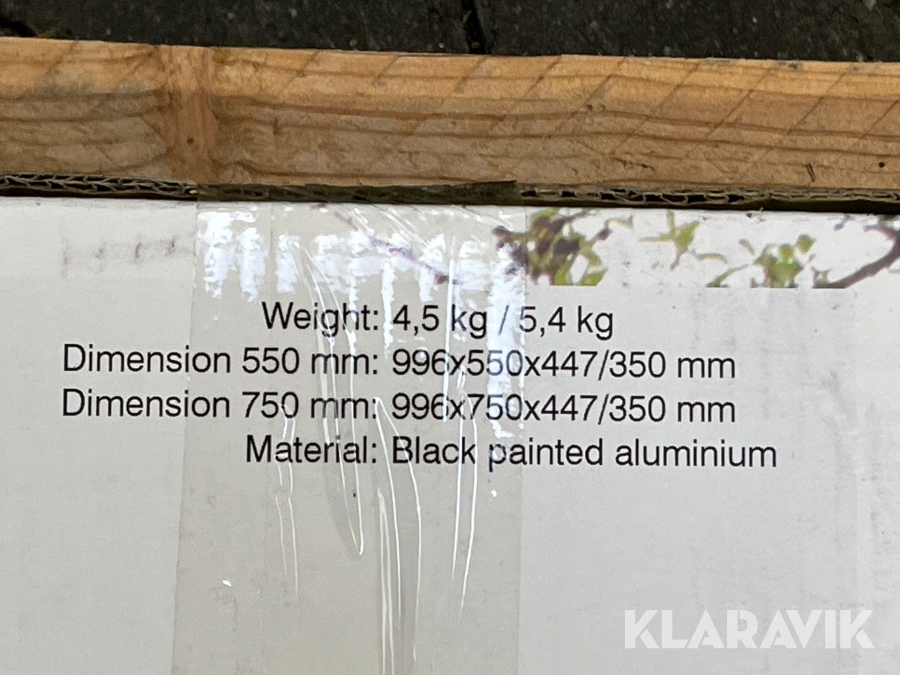 Weight: 4,5 kg / 5,4 kg
Dimension 550 mm: 996x550x447/350 mm
Dimension 750 mm: 996x750x447/350 mm
Material: Black painted aluminium
KLARAVIK